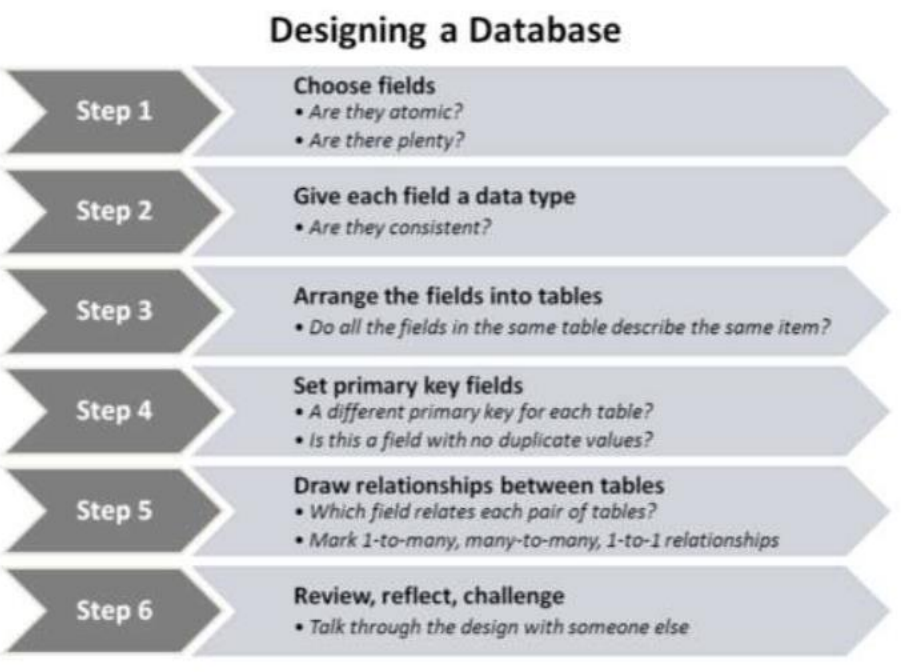 Designing a Database
Step 1
Choose fields
• Are they atomic?
• Are there plenty?
Step 2
Give each field a data type
• Are they consistent?
Step 3
Arrange the fields into tables
• Do all the fields in the same table describe the same item?
Step 4
Set primary key fields
• A different primary key for each table?
• Is this a field with no duplicate values?
Step 5
Draw relationships between tables
• Which field relates each pair of tables?
• Mark 1-to-many, many-to-many, 1-to-1 relationships
Step 6
Review, reflect, challenge
• Talk through the design with someone else